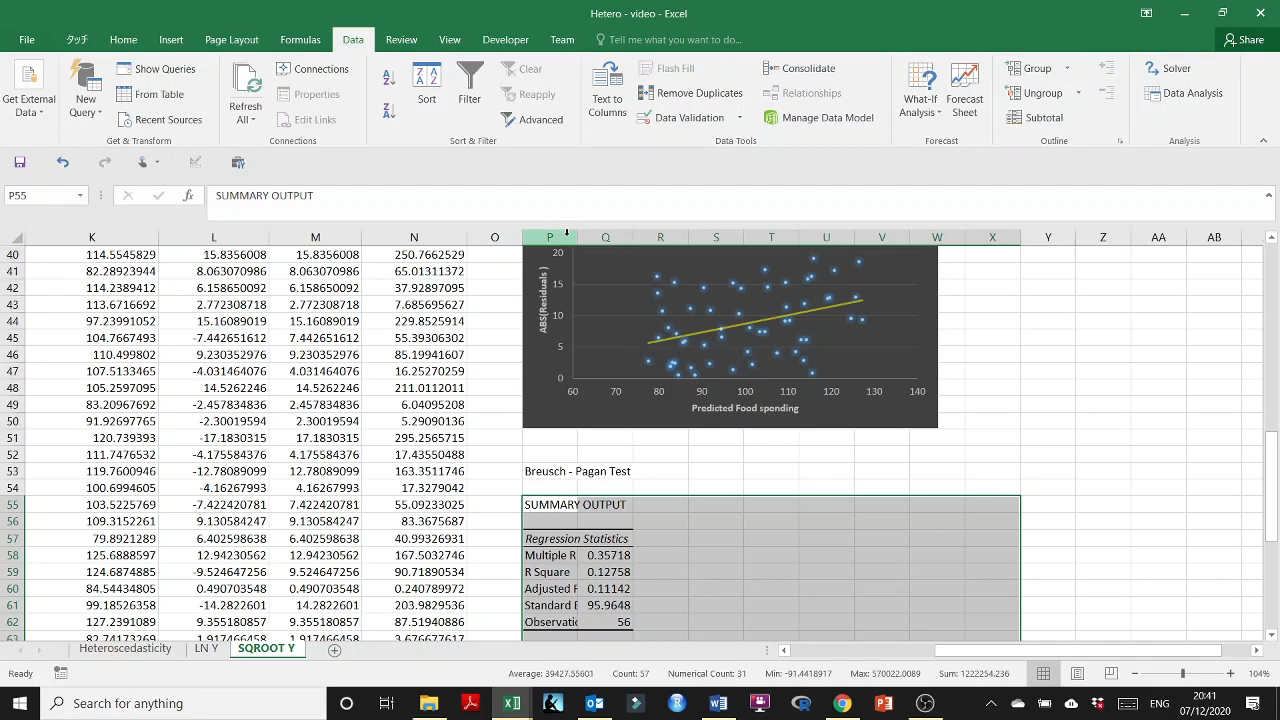 Hetero - video - Excel
File タッチ Home Insert Page Layout Formulas Data Review View Developer Team Tell me what you want to do... Share
Get External Data
New Query
Show Queries
From Table
Recent Sources
Get & Transform
Refresh All
Connections
Properties
Edit Links
Connections
Sort
Filter
Clear
Reapply
Advanced
Sort & Filter
Text to Columns
Flash Fill
Remove Duplicates
Data Validation
Consolidate
Relationships
Manage Data Model
Data Tools
What-If Analysis
Forecast Sheet
Forecast
Group
Ungroup
Subtotal
Outline
Solver
Data Analysis
Analysis
P55 fx SUMMARY OUTPUT
K L M N O P Q R S T U V W X Y Z AA AB
40 114.5545829 15.8356008 15.8356008 250.7662529
41 82.28923944 8.063070986 8.063070986 65.01311372
42 114.2389412 6.158650092 6.158650092 37.92897095
43 113.6716692 2.772308718 2.772308718 7.685695627
44 97.23991052 15.16089019 15.16089019 229.8525914
45 104.7667493 -7.442651612 7.442651612 55.39306302
46 110.499802 9.230352976 9.230352976 85.19941607
47 107.5133971 -4.031464076 4.031464076 16.25270259
48 105.2597095 14.5262946 14.5262946 211.0112011
49 83.20967692 -2.457834836 2.457834836 6.04095208
50 91.92697765 -2.30019594 2.30019594 5.29090136
51 120.739393 -17.1830315 17.1830315 295.2565715
52 111.7476532 -4.175584376 4.175584376 17.43550488
53 119.7600946 -12.78089099 12.78089099 163.3511746
54 100.6994605 -4.16267993 4.16267993 17.3279042
55 103.5225769 -7.422420781 7.422420781 55.09233025
56 109.3152261 9.130584247 9.130584247 83.3675687
57 79.8921289 6.402598638 6.402598638 40.99326931
58 125.6888597 12.94230562 12.94230562 167.5032746
59 124.6874885 -9.524647256 9.524647256 90.71890534
60 84.54434805 0.490703548 0.490703548 0.240789972
61 99.18526358 -14.2822601 14.2822601 203.9829536
62 127.2391089 9.355180857 9.355180857 87.51940886
63 82.74173269 1.917466438 1.917466438 3.676677617
ABS(Residuals )
20
15
10
5
0
60 70 80 90 100 110 120 130 140
Predicted Food spending
Breusch - Pagan Test
SUMMARY OUTPUT
Regression Statistics
Multiple R 0.35718
R Square 0.12758
Adjusted R 0.11142
Standard E 95.9648
Observatic 56
Heteroscedasticity LN Y SQROOT Y
Ready Average: 39427.55601 Count: 57 Numerical Count: 31 Min: -91.4418917 Max: 570022.0089 Sum: 1222254.236 104%
Search for anything
ENG
20:41
07/12/2020